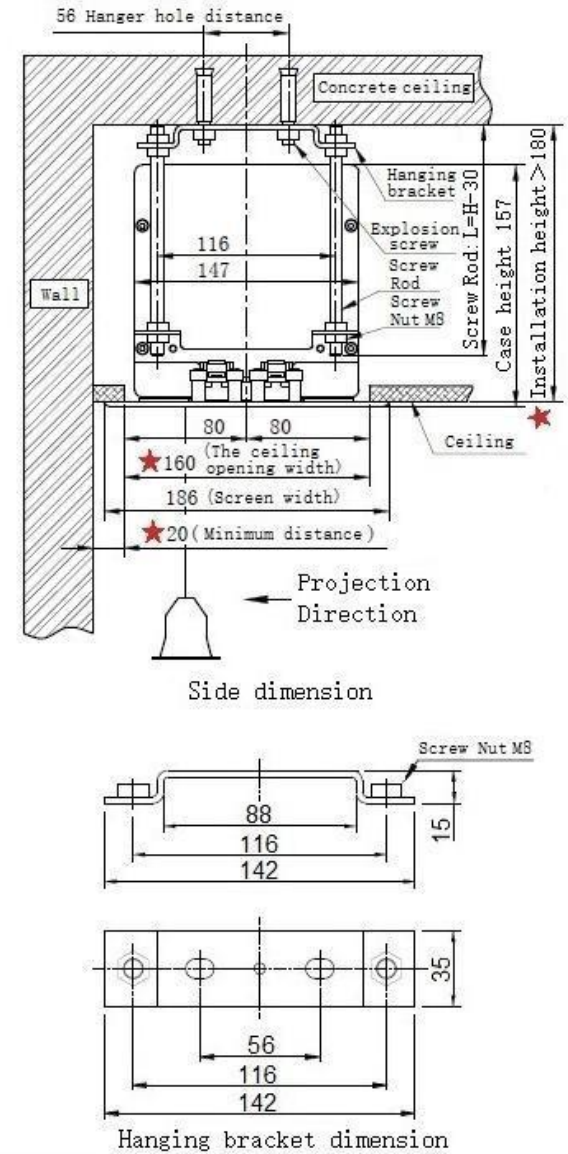 56 Hanger hole distance
Concrete ceiling
Hanging
bracket
Explosion
screw
116
147
Screw
Rod
Screw
Nut M8
Wall
Screw Rod: L=H-30
Case height 157
★Installation height>180
80
80
★160 (The ceiling
opening width)
Ceiling
186 (Screen width)
★20(Minimum distance)
Projection
Direction
Side dimension
Screw Nut M8
88
15
116
142
35
56
116
142
Hanging bracket dimension